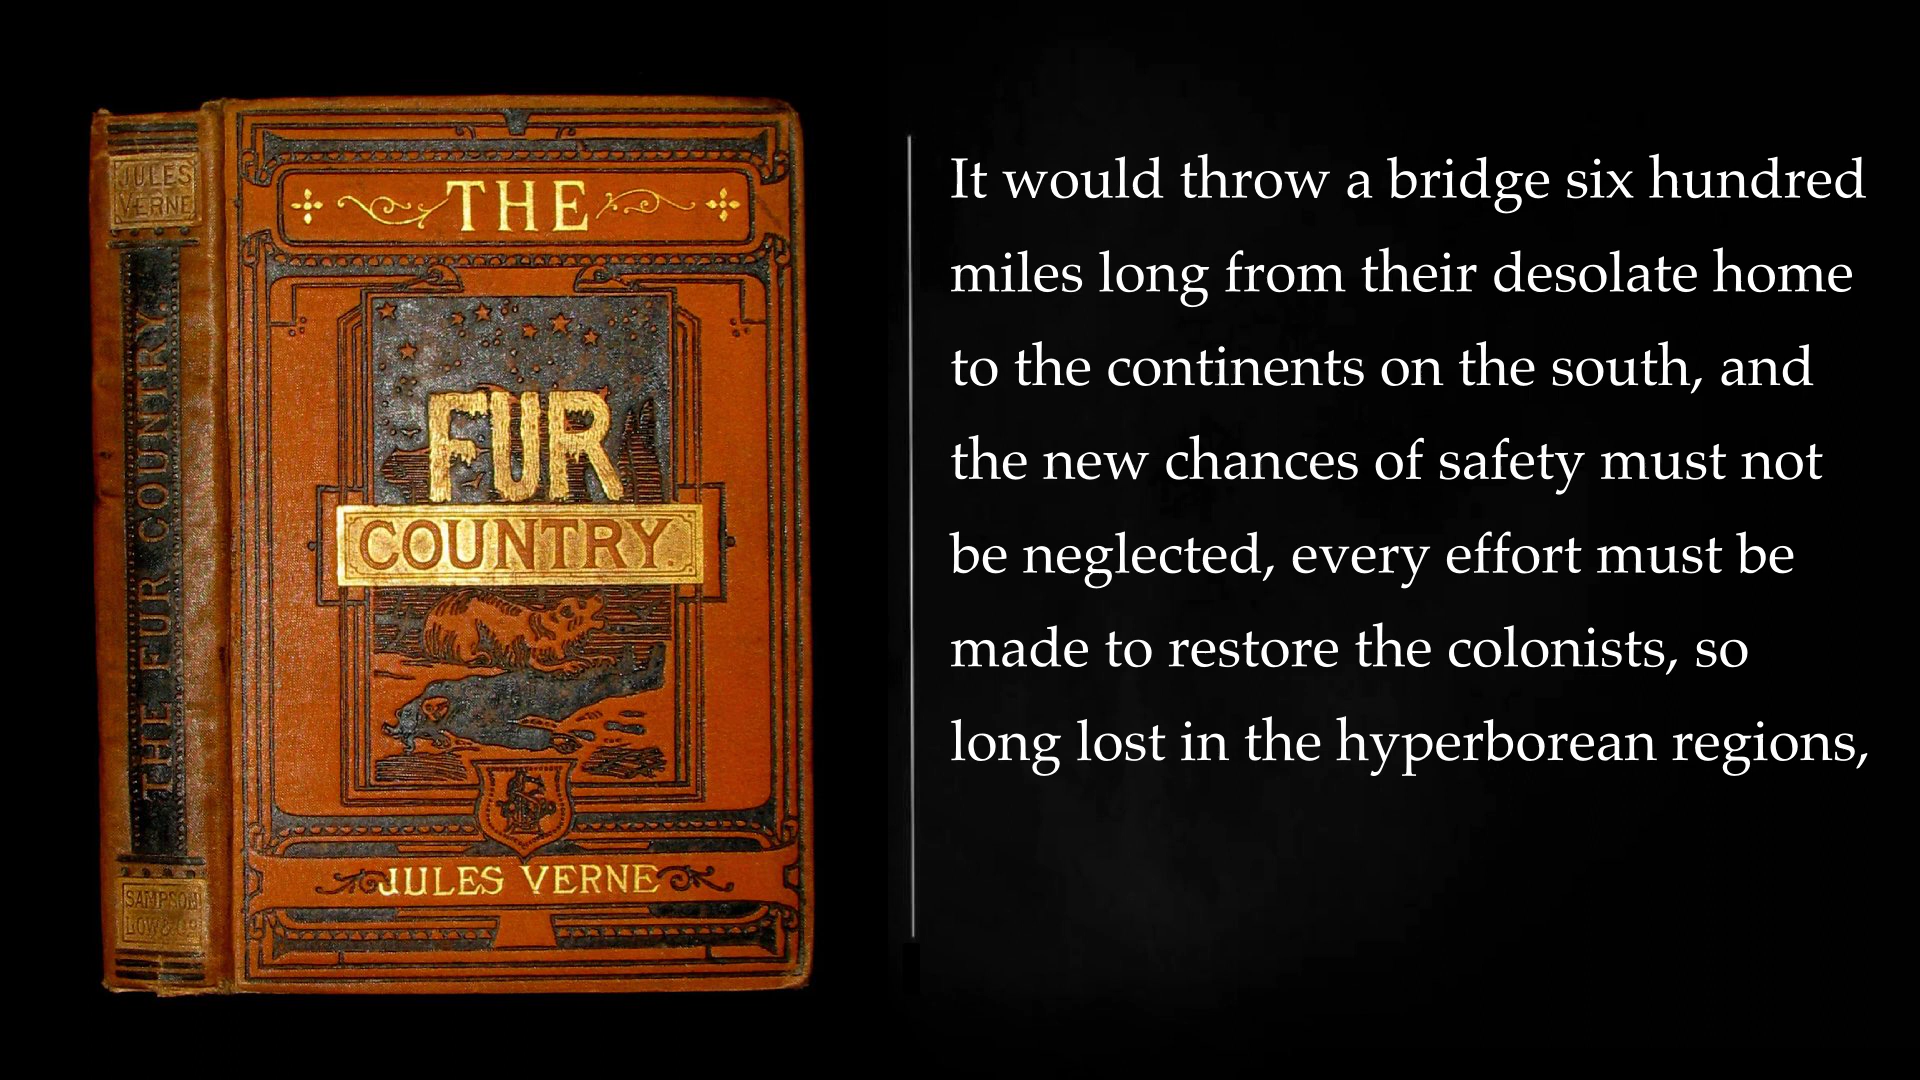 JULES
VERNE
THE FUR COUNTRY.
SAMPSON
LOW & Co
THE
FUR
COUNTRY.
JULES VERNE
It would throw a bridge six hundred
miles long from their desolate home
to the continents on the south, and
the new chances of safety must not
be neglected, every effort must be
made to restore the colonists, so
long lost in the hyperborean regions,